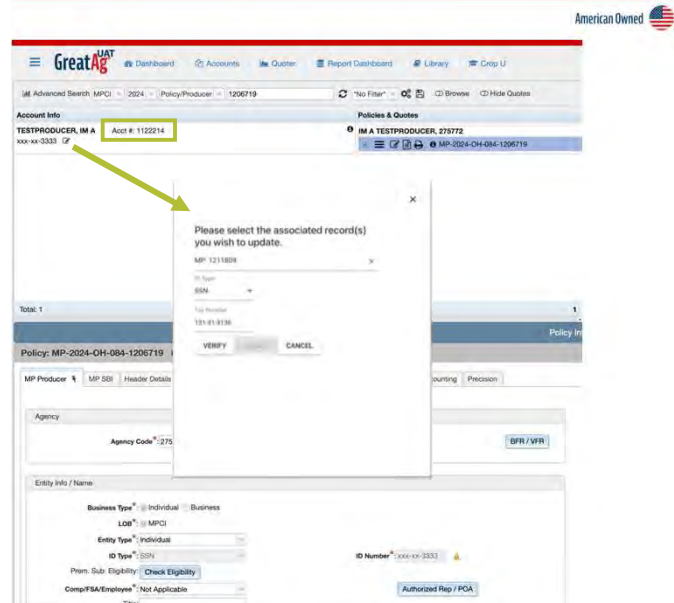 American Owned
GreatAg UAT Dashboard Accounts Quoter Report Dashboard Library Crop U
Advanced Search MPCI 2024 Policy/Producer 1206719 *No Filter* Browse Hide Quotes
Account Info Policies & Quotes
TESTPRODUCER, IM A Acct #: 1122214 IM A TESTPRODUCER, 275772
xxx-xx-3333 MP-2024-OH-084-1206719
×
Please select the associated record(s)
you wish to update.
MP 1211809 ×
ID Type
SSN
Tax Number
VERIFY CANCEL
Total: 1 1
Policy In
Policy: MP-2024-OH-084-1206719
MP Producer MP SBI Header Details ounting Precision
Agency
Agency Code*: 275 BFR / VFR
Entity Info / Name
Business Type*: Individual Business
LOB*: MPCI
Entity Type*: Individual
ID Type*: SSN ID Number*: xxx-xx-3333
Prem. Sub. Eligibility: Check Eligibility
Comp/FSA/Employee*: Not Applicable Authorized Rep / POA
Title